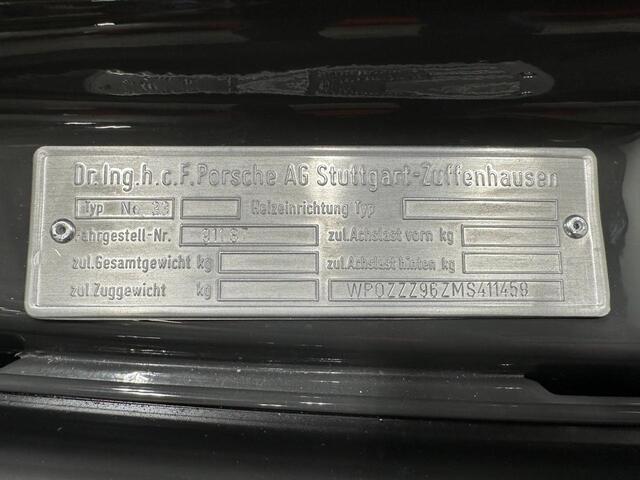 Dr.Ing.h.c.F.Porsche AG Stuttgart-Zuffenhausen
Typ Heizeinrichtung Typ
Fahrgestell-Nr. 911 zul.Achslast vorn kg
zul.Gesamtgewicht kg zul.Achslast hinten kg
zul.Zuggewicht kg WP0ZZZ96ZMS411459